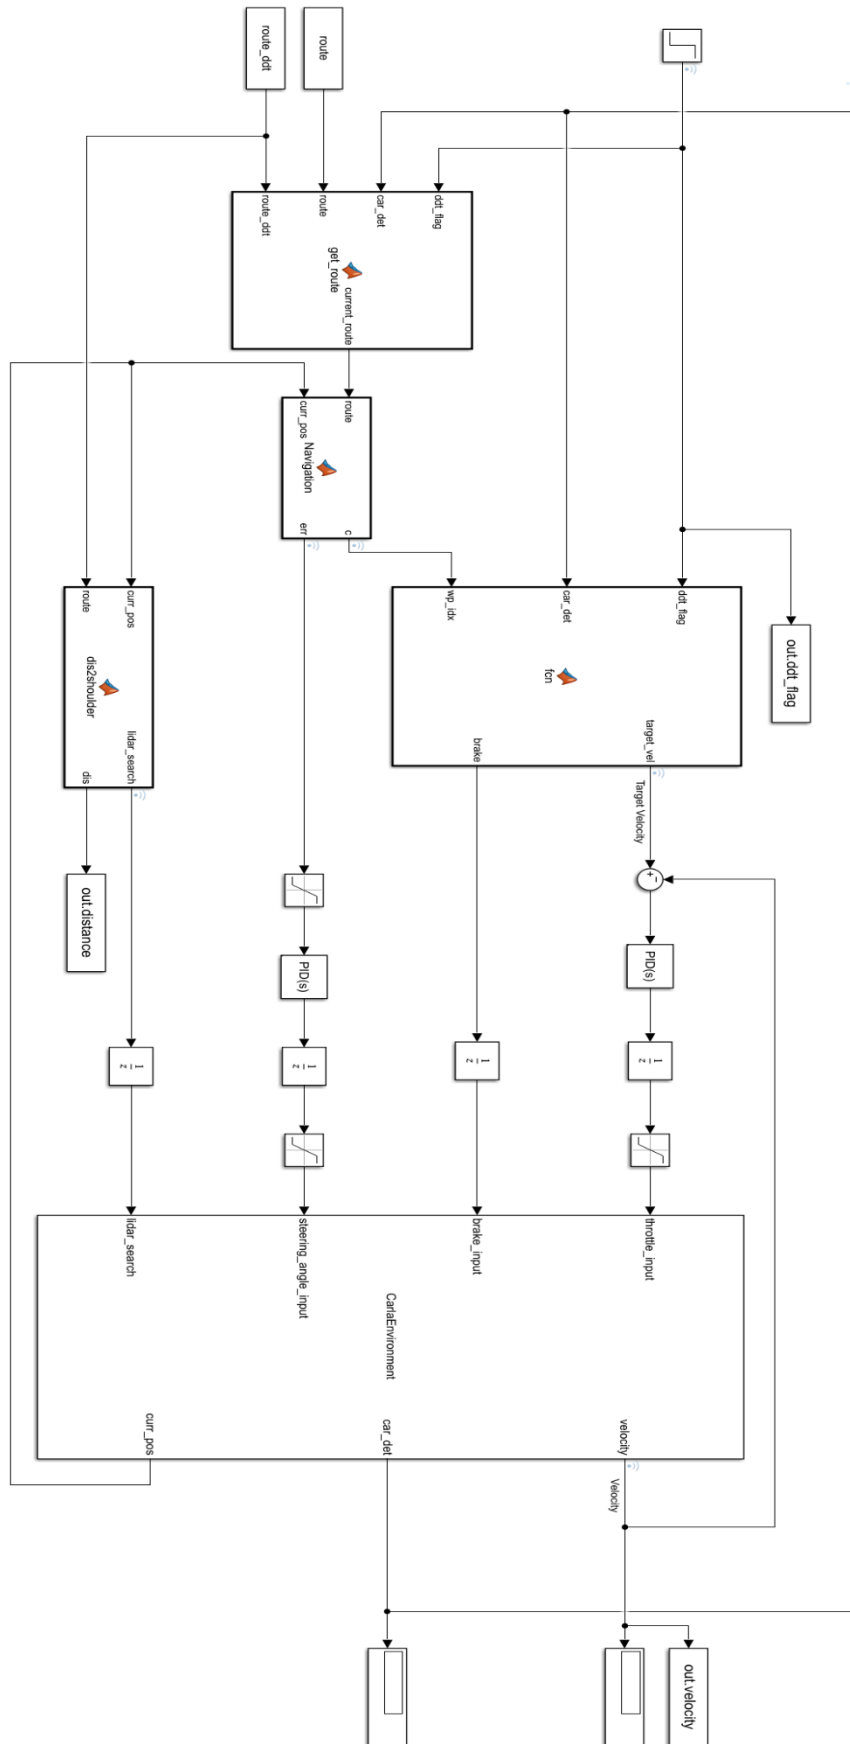 route_ddt
route
route_ddt
route
car_det
ddt_flag
get_route
current_route
curr_pos
route
Navigation
err
c
route
curr_pos
dis2shoulder
dis
lidar_search
out.distance
wp_idx
car_det
ddt_flag
fcn
brake
target_vel
Target Velocity
out.ddt_flag
+
−
PID(s)
PID(s)
1
z
1
z
1
z
1
z
lidar_search
steering_angle_input
brake_input
throttle_input
CarlaEnvironment
curr_pos
car_det
velocity
Velocity
out.velocity